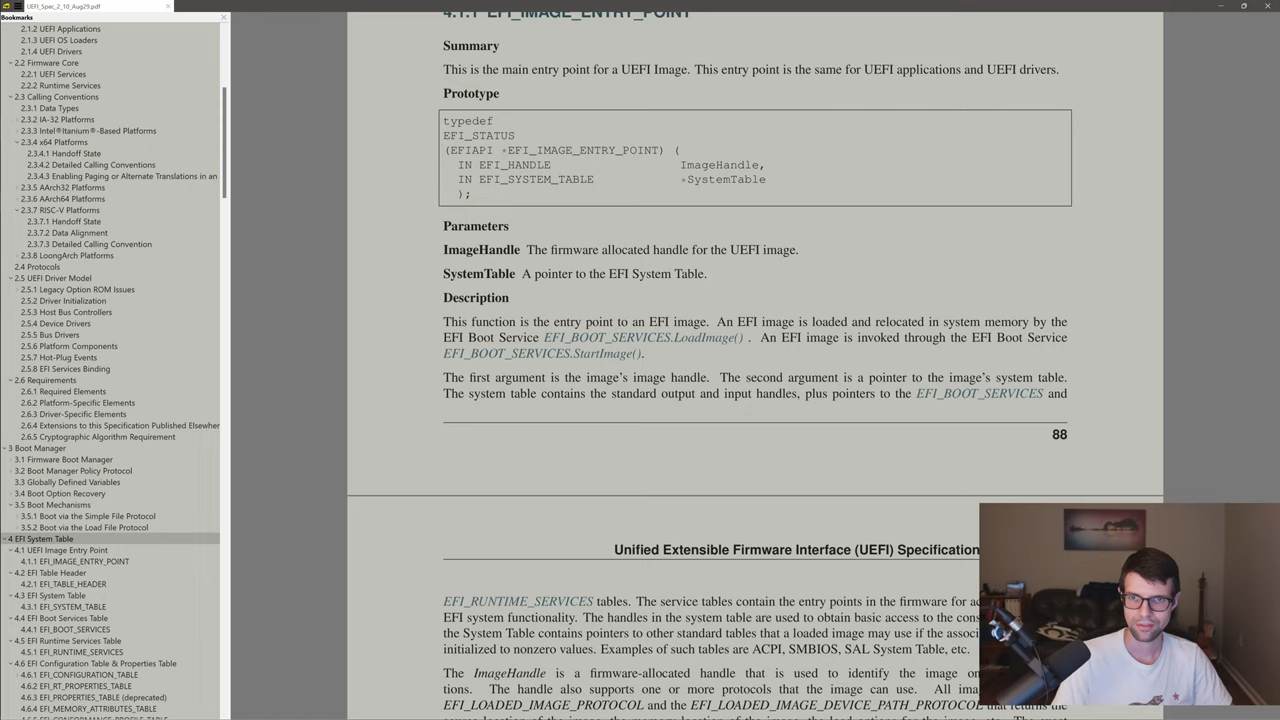 UEFI_Spec_2_10_Aug29.pdf
Bookmarks
2.1.2 UEFI Applications
2.1.3 UEFI OS Loaders
2.1.4 UEFI Drivers
2.2 Firmware Core
2.2.1 UEFI Services
2.2.2 Runtime Services
2.3 Calling Conventions
2.3.1 Data Types
2.3.2 IA-32 Platforms
2.3.3 Intel®Itanium®-Based Platforms
2.3.4 x64 Platforms
2.3.4.1 Handoff State
2.3.4.2 Detailed Calling Conventions
2.3.4.3 Enabling Paging or Alternate Translations in an
2.3.5 AArch32 Platforms
2.3.6 AArch64 Platforms
2.3.7 RISC-V Platforms
2.3.7.1 Handoff State
2.3.7.2 Data Alignment
2.3.7.3 Detailed Calling Convention
2.3.8 LoongArch Platforms
2.4 Protocols
2.5 UEFI Driver Model
2.5.1 Legacy Option ROM Issues
2.5.2 Driver Initialization
2.5.3 Host Bus Controllers
2.5.4 Device Drivers
2.5.5 Bus Drivers
2.5.6 Platform Components
2.5.7 Hot-Plug Events
2.5.8 EFI Services Binding
2.6 Requirements
2.6.1 Required Elements
2.6.2 Platform-Specific Elements
2.6.3 Driver-Specific Elements
2.6.4 Extensions to this Specification Published Elsewher
2.6.5 Cryptographic Algorithm Requirement
3 Boot Manager
3.1 Firmware Boot Manager
3.2 Boot Manager Policy Protocol
3.3 Globally Defined Variables
3.4 Boot Option Recovery
3.5 Boot Mechanisms
3.5.1 Boot via the Simple File Protocol
3.5.2 Boot via the Load File Protocol
4 EFI System Table
4.1 UEFI Image Entry Point
4.1.1 EFI_IMAGE_ENTRY_POINT
4.2 EFI Table Header
4.2.1 EFI_TABLE_HEADER
4.3 EFI System Table
4.3.1 EFI_SYSTEM_TABLE
4.4 EFI Boot Services Table
4.4.1 EFI_BOOT_SERVICES
4.5 EFI Runtime Services Table
4.5.1 EFI_RUNTIME_SERVICES
4.6 EFI Configuration Table & Properties Table
4.6.1 EFI_CONFIGURATION_TABLE
4.6.2 EFI_RT_PROPERTIES_TABLE
4.6.3 EFI_PROPERTIES_TABLE (deprecated)
4.6.4 EFI_MEMORY_ATTRIBUTES_TABLE
4.6.5 EFI_CONFORMANCE_PROFILE_TABLE
4.1.1 EFI_IMAGE_ENTRY_POINT
Summary
This is the main entry point for a UEFI Image. This entry point is the same for UEFI applications and UEFI drivers.
Prototype
typedef
EFI_STATUS
(EFIAPI *EFI_IMAGE_ENTRY_POINT) (
IN EFI_HANDLE ImageHandle,
IN EFI_SYSTEM_TABLE *SystemTable
);
Parameters
ImageHandle The firmware allocated handle for the UEFI image.
SystemTable A pointer to the EFI System Table.
Description
This function is the entry point to an EFI image. An EFI image is loaded and relocated in system memory by the
EFI Boot Service EFI_BOOT_SERVICES.LoadImage() . An EFI image is invoked through the EFI Boot Service
EFI_BOOT_SERVICES.StartImage().
The first argument is the image's image handle. The second argument is a pointer to the image's system table.
The system table contains the standard output and input handles, plus pointers to the EFI_BOOT_SERVICES and
88
Unified Extensible Firmware Interface (UEFI) Specification
EFI_RUNTIME_SERVICES tables. The service tables contain the entry points in the firmware for ac
EFI system functionality. The handles in the system table are used to obtain basic access to the cons
the System Table contains pointers to other standard tables that a loaded image may use if the associ
initialized to nonzero values. Examples of such tables are ACPI, SMBIOS, SAL System Table, etc.
The ImageHandle is a firmware-allocated handle that is used to identify the image on
tions. The handle also supports one or more protocols that the image can use. All ima
EFI_LOADED_IMAGE_PROTOCOL and the EFI_LOADED_IMAGE_DEVICE_PATH_PROTOCOL that returns the